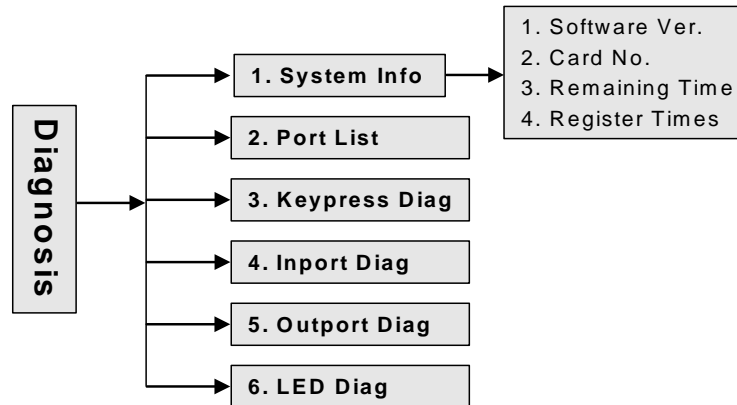 Diagnosis
1. System Info
1. Software Ver.
2. Card No.
3. Remaining Time
4. Register Times
2. Port List
3. Keypress Diag
4. Inport Diag
5. Outport Diag
6. LED Diag